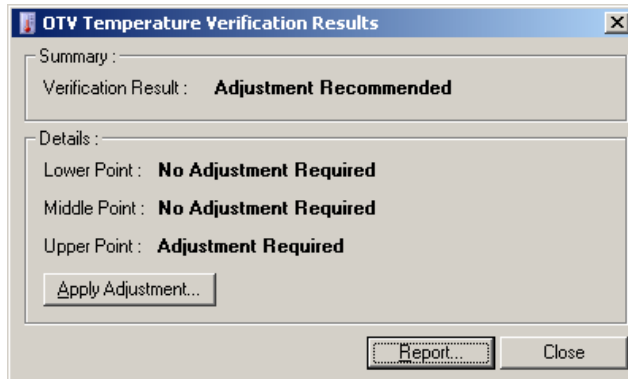 OTV Temperature Verification Results
Summary :
Verification Result : Adjustment Recommended
Details :
Lower Point : No Adjustment Required
Middle Point : No Adjustment Required
Upper Point : Adjustment Required
Apply Adjustment...
Report... Close